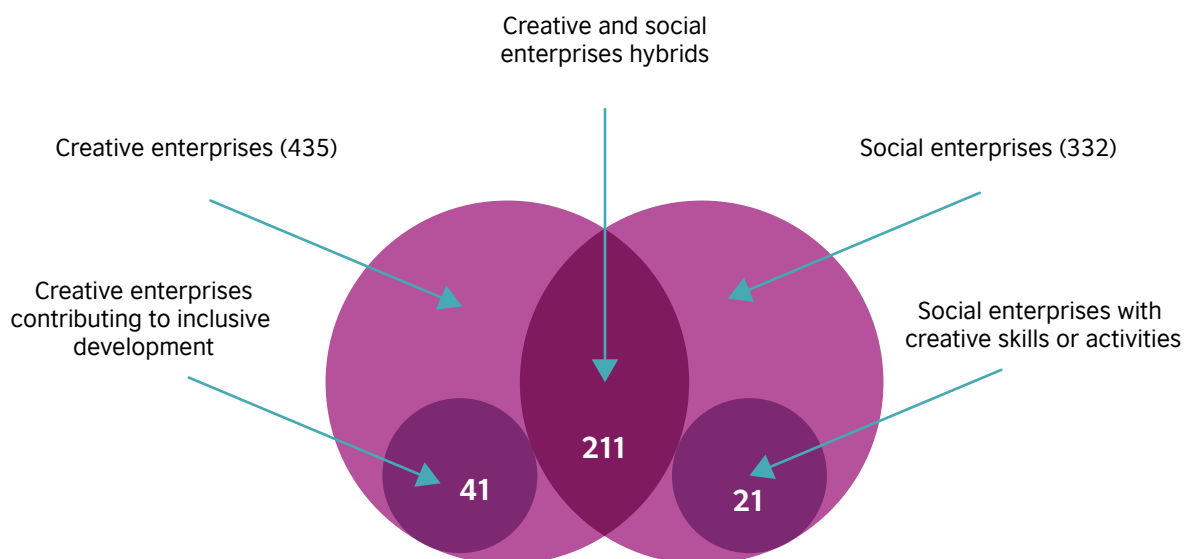 Creative and social
enterprises hybrids
Creative enterprises (435)
Social enterprises (332)
Creative enterprises
contributing to inclusive
development
Social enterprises with
creative skills or activities
211
41
21